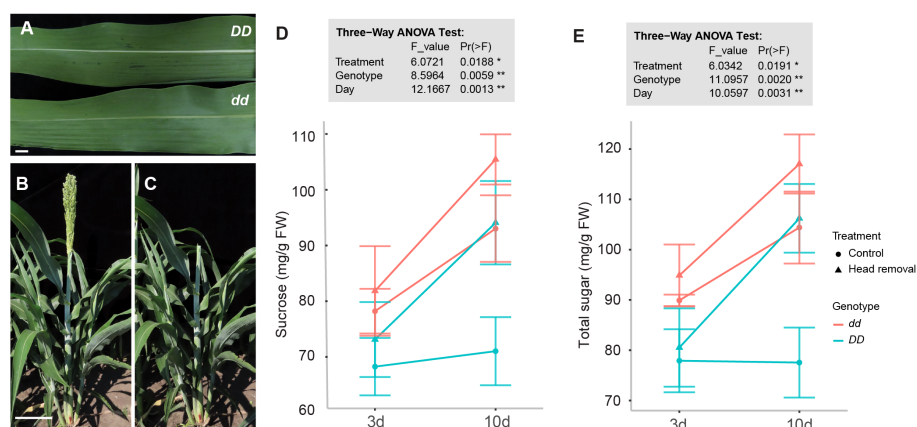 A
DD
dd
B
C
D
Three−Way ANOVA Test:
F_value Pr(>F)
Treatment 6.0721 0.0188 *
Genotype 8.5964 0.0059 **
Day 12.1667 0.0013 **
Sucrose (mg/g FW)
110
100
90
80
70
60
3d 10d
E
Three−Way ANOVA Test:
F_value Pr(>F)
Treatment 6.0342 0.0191 *
Genotype 11.0957 0.0020 **
Day 10.0597 0.0031 **
Total sugar (mg/g FW)
120
110
100
90
80
70
3d 10d
Treatment
Control
Head removal
Genotype
dd
DD